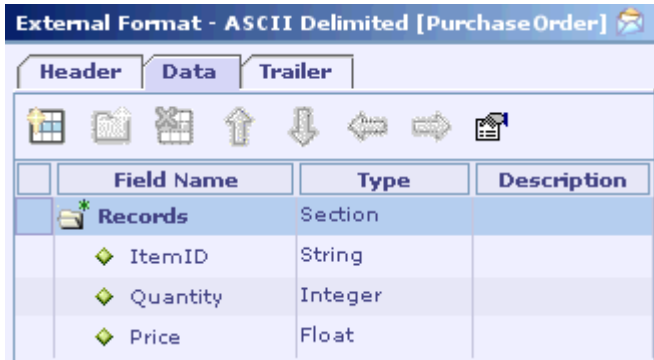 External Format - ASCII Delimited [PurchaseOrder]
Header Data Trailer
Field Name Type Description
* Records Section
ItemID String
Quantity Integer
Price Float